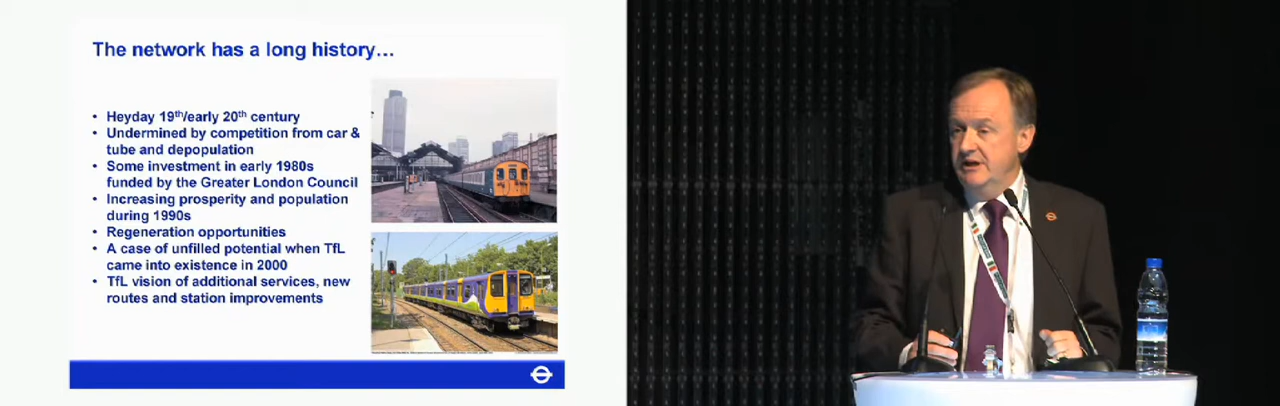 The network has a long history…
• Heyday 19th/early 20th century
• Undermined by competition from car &
tube and depopulation
• Some investment in early 1980s
funded by the Greater London Council
• Increasing prosperity and population
during 1990s
• Regeneration opportunities
• A case of unfilled potential when TfL
came into existence in 2000
• TfL vision of additional services, new
routes and station improvements